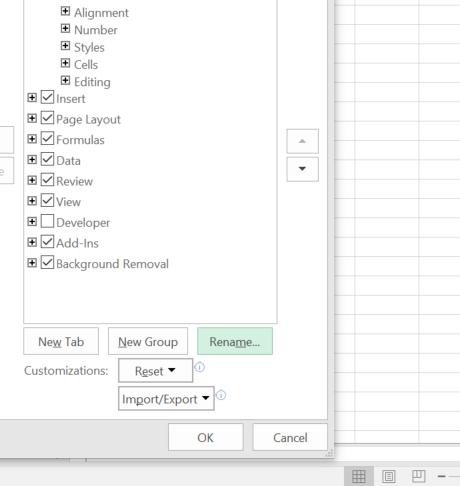 Alignment
Number
Styles
Cells
Editing
Insert
Page Layout
Formulas
Data
Review
View
Developer
Add-Ins
Background Removal
New Tab New Group Rename...
Customizations: Reset
Import/Export
OK Cancel